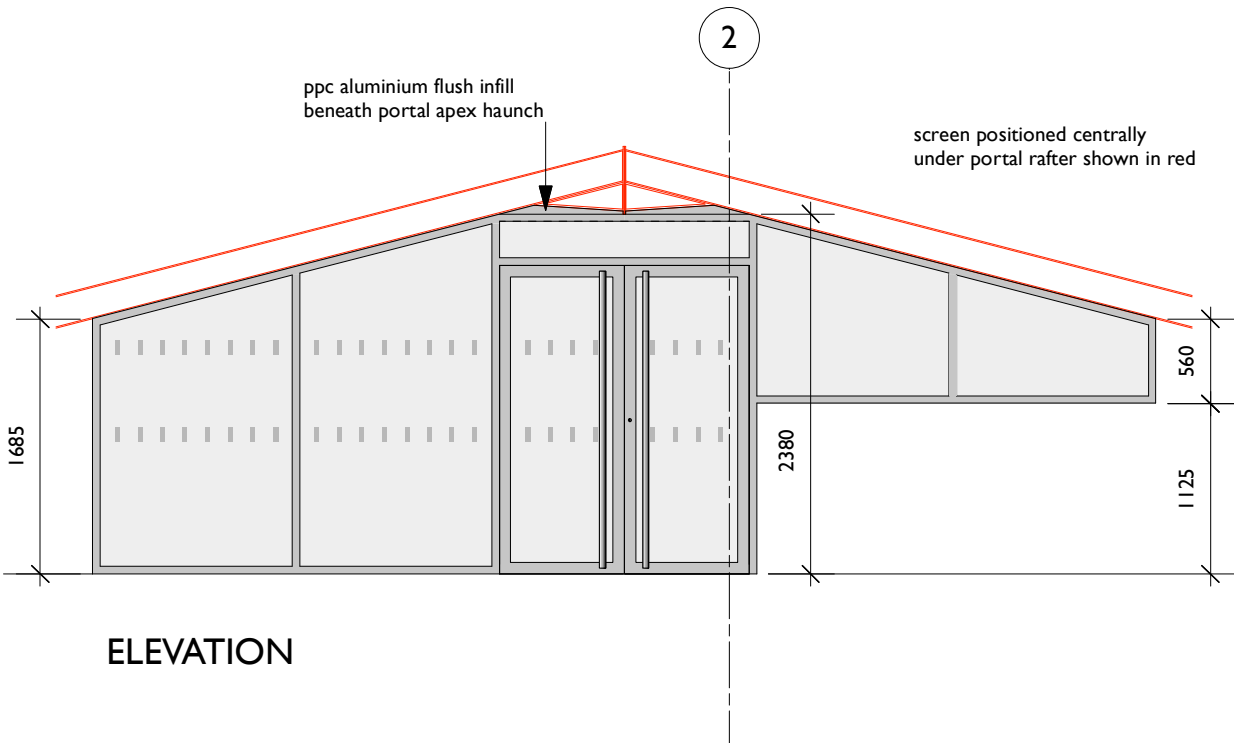 2
ppc aluminium flush infill
beneath portal apex haunch
screen positioned centrally
under portal rafter shown in red
1685
2380
560
1125
ELEVATION